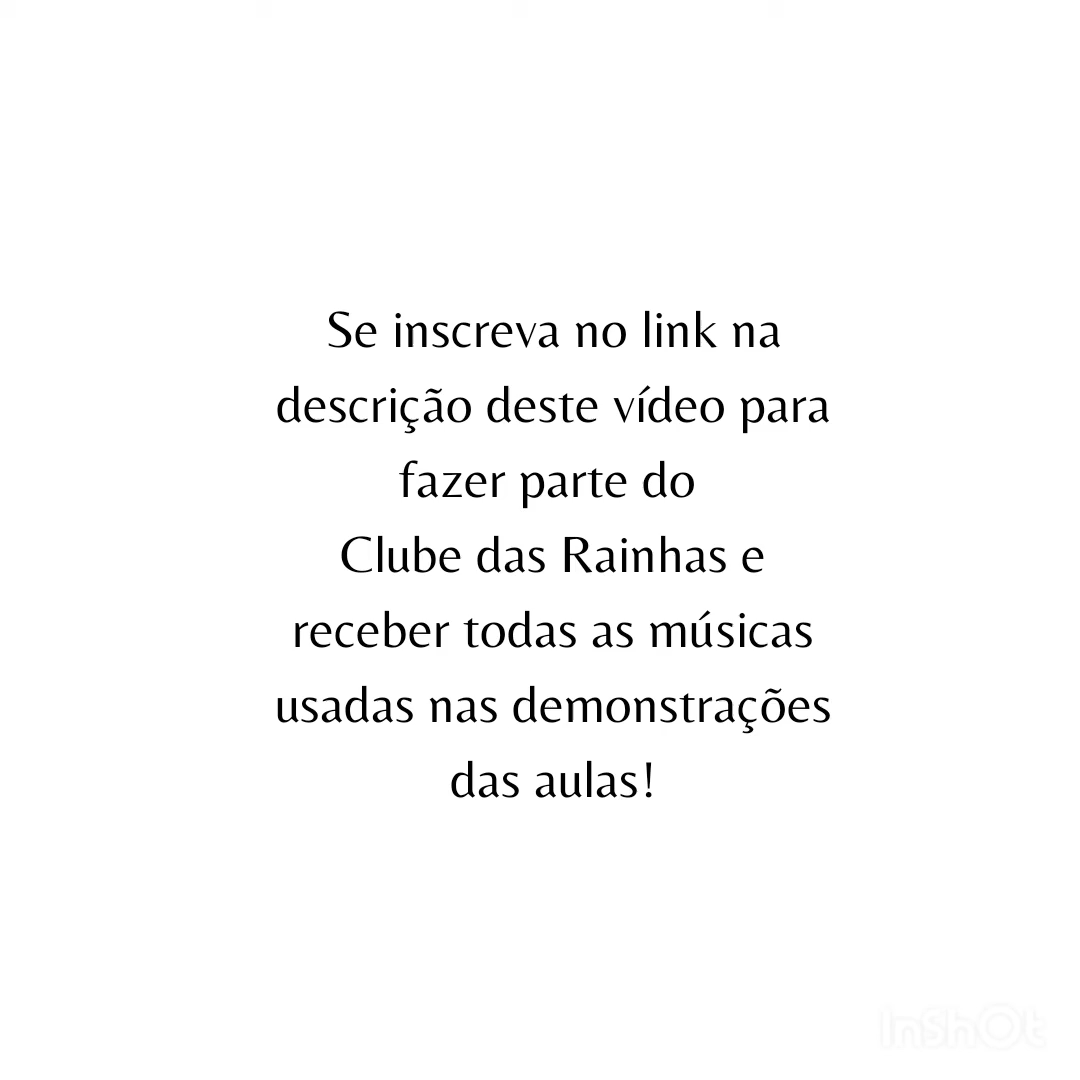 Se inscreva no link na
descrição deste vídeo para
fazer parte do
Clube das Rainhas e
receber todas as músicas
usadas nas demonstrações
das aulas!
InShOt